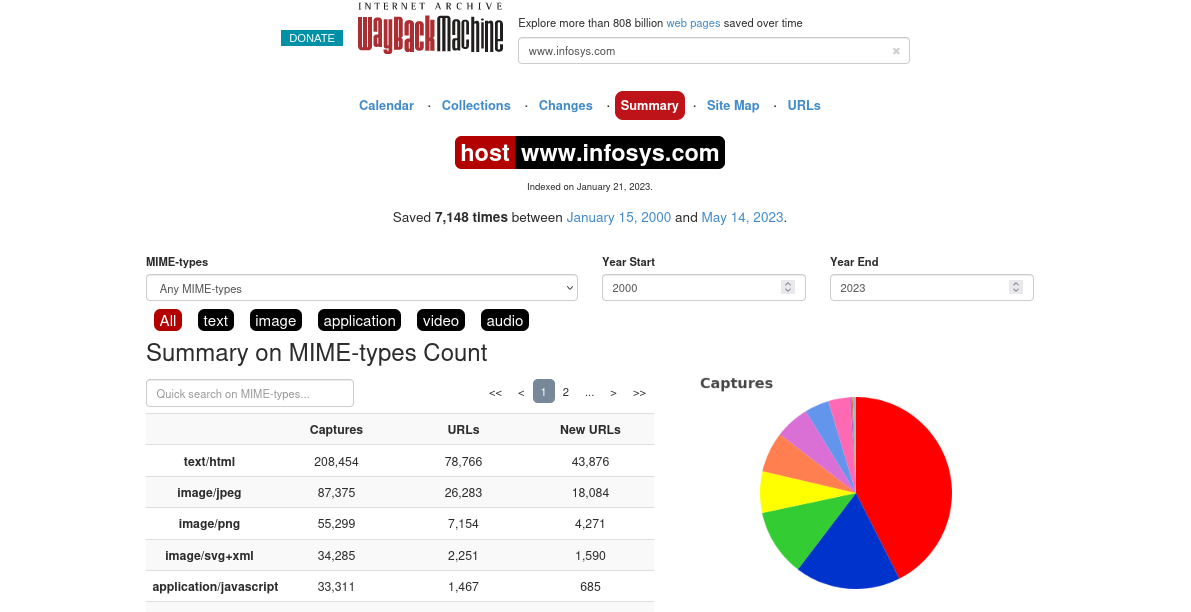 INTERNET ARCHIVE
WayBackMachine
DONATE
Explore more than 808 billion web pages saved over time
www.infosys.com ×
Calendar · Collections · Changes · Summary · Site Map · URLs
host www.infosys.com
Indexed on January 21, 2023.
Saved 7,148 times between January 15, 2000 and May 14, 2023.
MIME-types Year Start Year End
Any MIME-types 2000 2023
All text image application video audio
Summary on MIME-types Count
Quick search on MIME-types... << < 1 2 ... > >>
Captures URLs New URLs
text/html 208,454 78,766 43,876
image/jpeg 87,375 26,283 18,084
image/png 55,299 7,154 4,271
image/svg+xml 34,285 2,251 1,590
application/javascript 33,311 1,467 685
Captures